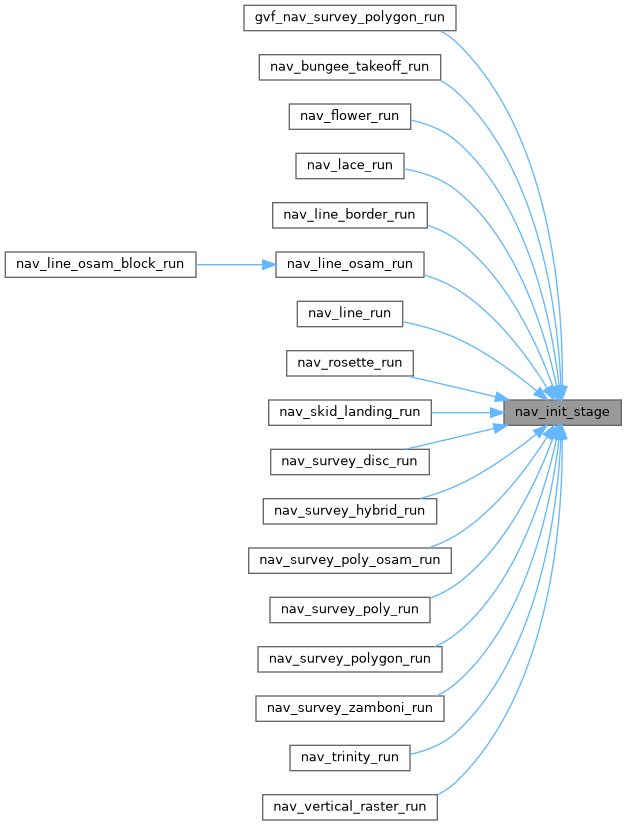 gvf_nav_survey_polygon_run
nav_bungee_takeoff_run
nav_flower_run
nav_lace_run
nav_line_border_run
nav_line_osam_block_run
nav_line_osam_run
nav_line_run
nav_rosette_run
nav_skid_landing_run
nav_init_stage
nav_survey_disc_run
nav_survey_hybrid_run
nav_survey_poly_osam_run
nav_survey_poly_run
nav_survey_polygon_run
nav_survey_zamboni_run
nav_trinity_run
nav_vertical_raster_run